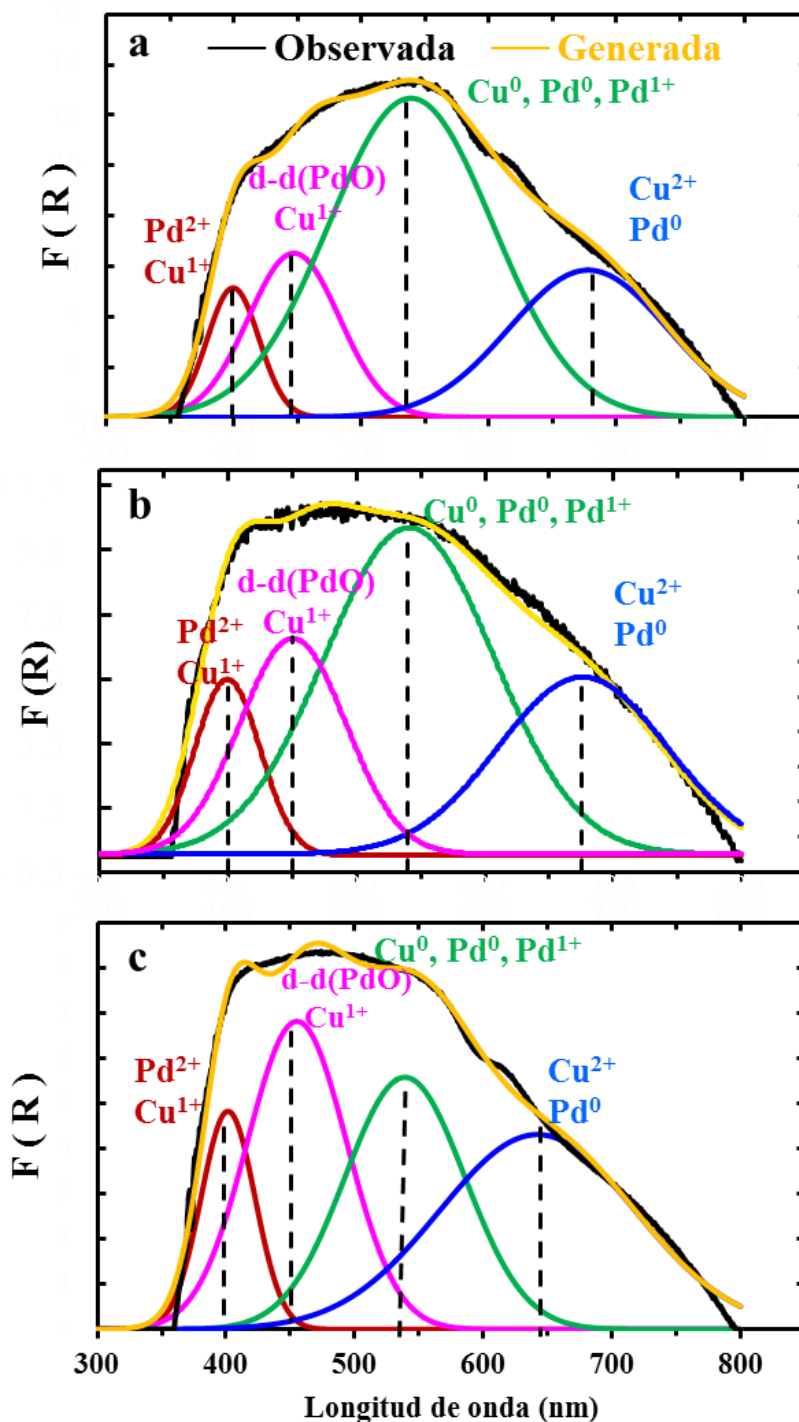 a
Observada
Generada
Cu⁰, Pd⁰, Pd¹⁺
d-d(PdO)
Cu¹⁺
Cu²⁺
Pd⁰
Pd²⁺
Cu¹⁺
F ( R )
b
Cu⁰, Pd⁰, Pd¹⁺
d-d(PdO)
Cu¹⁺
Cu²⁺
Pd⁰
Pd²⁺
Cu¹⁺
F (R)
c
Cu⁰, Pd⁰, Pd¹⁺
d-d(PdO)
Cu¹⁺
Pd²⁺
Cu¹⁺
Cu²⁺
Pd⁰
F ( R )
300 400 500 600 700 800
Longitud de onda (nm)